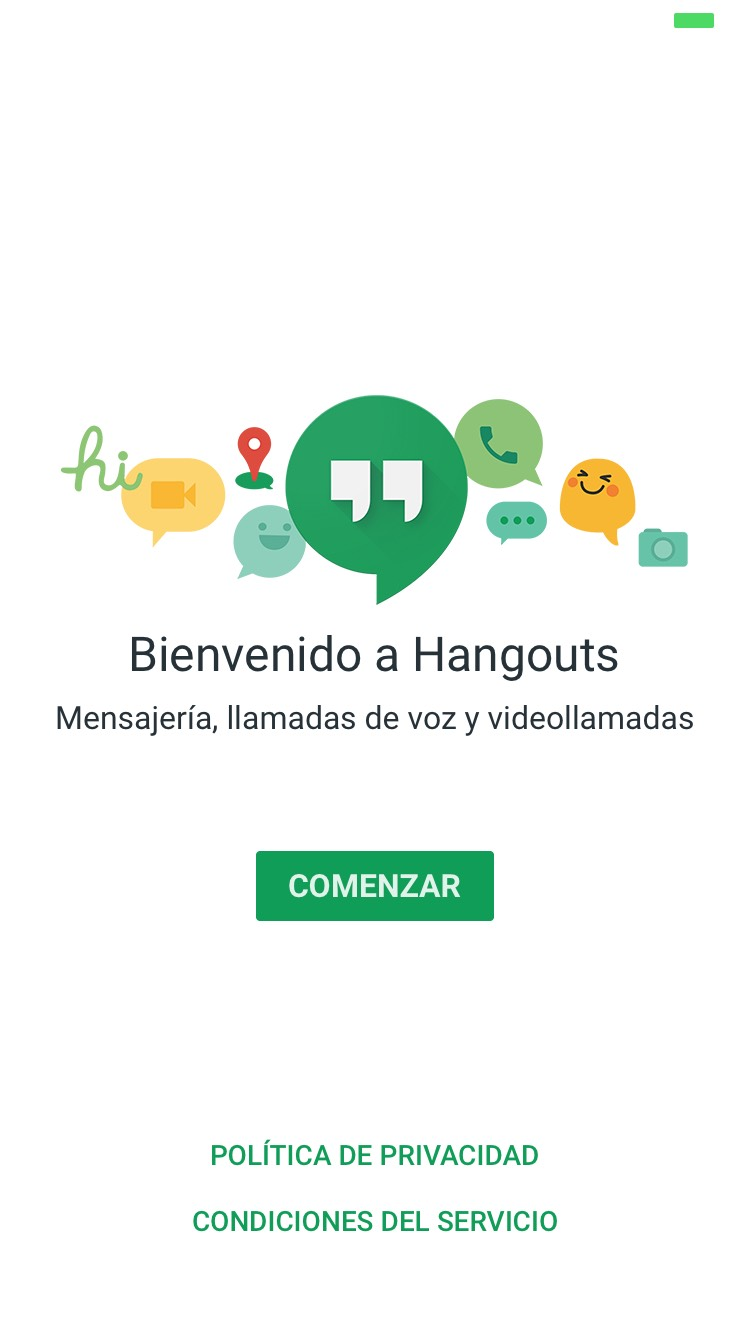 hi
Bienvenido a Hangouts
Mensajería, llamadas de voz y videollamadas
COMENZAR
POLÍTICA DE PRIVACIDAD
CONDICIONES DEL SERVICIO